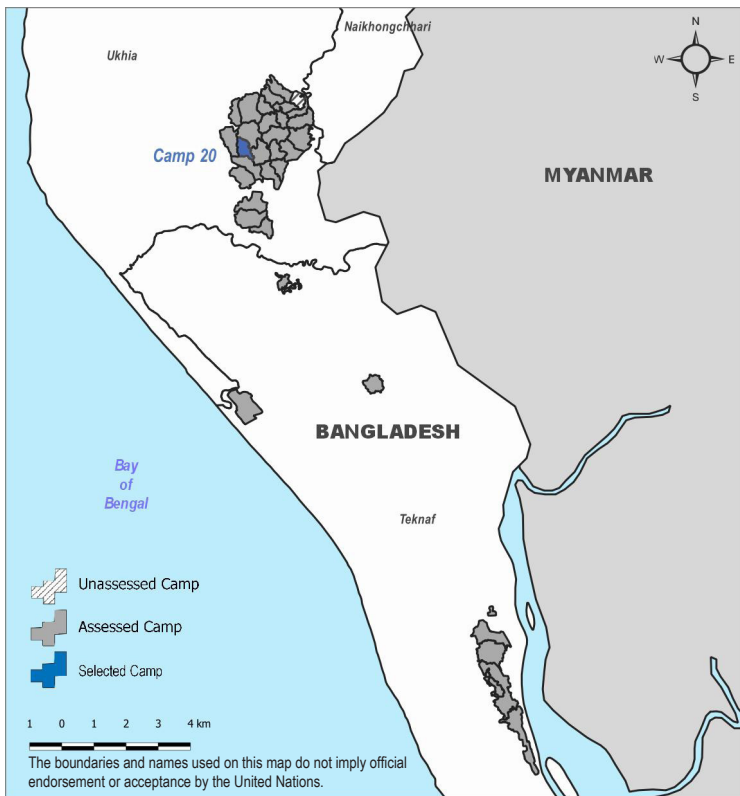 Naikhongchhari
N
W
E
S
Ukhia
Camp 20
MYANMAR
BANGLADESH
Bay
of
Bengal
Teknaf
Unassessed Camp
Assessed Camp
Selected Camp
1 0 1 2 3 4 km
The boundaries and names used on this map do not imply official
endorsement or acceptance by the United Nations.